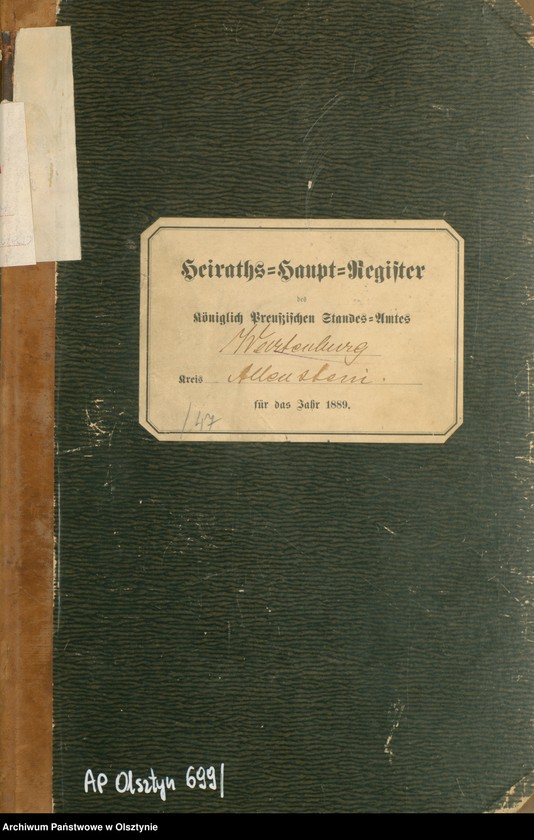 Heiraths=Haupt=Register
des
Königlich Preußischen Standes=Amtes
Wartenburg
Kreis Allenstein.
für das Jahr 1889.
/47
AP Olsztyn 699/
Archiwum Państwowe w Olsztynie